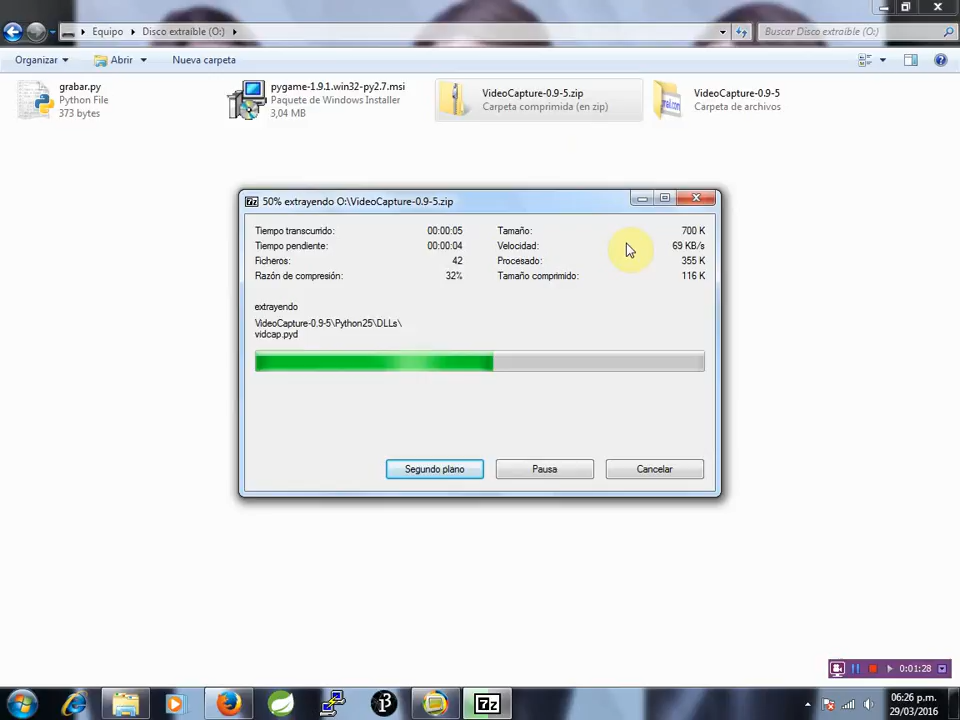 Equipo
Disco extraíble (O:)
Buscar Disco extraíble (O:)
Organizar
Abrir
Nueva carpeta
grabar.py
Python File
373 bytes
pygame-1.9.1.win32-py2.7.msi
Paquete de Windows Installer
3,04 MB
VideoCapture-0.9-5.zip
Carpeta comprimida (en zip)
gmail.com
VideoCapture-0.9-5
Carpeta de archivos
7z 50% extrayendo O:\VideoCapture-0.9-5.zip
Tiempo transcurrido: 00:00:05 Tamaño: 700 K
Tiempo pendiente: 00:00:04 Velocidad: 69 KB/s
Ficheros: 42 Procesado: 355 K
Razón de compresión: 32% Tamaño comprimido: 116 K
extrayendo
VideoCapture-0.9-5\Python25\DLLs\
vidcap.pyd
Segundo plano
Pausa
Cancelar
0:01:28
7z
06:26 p.m.
29/03/2016